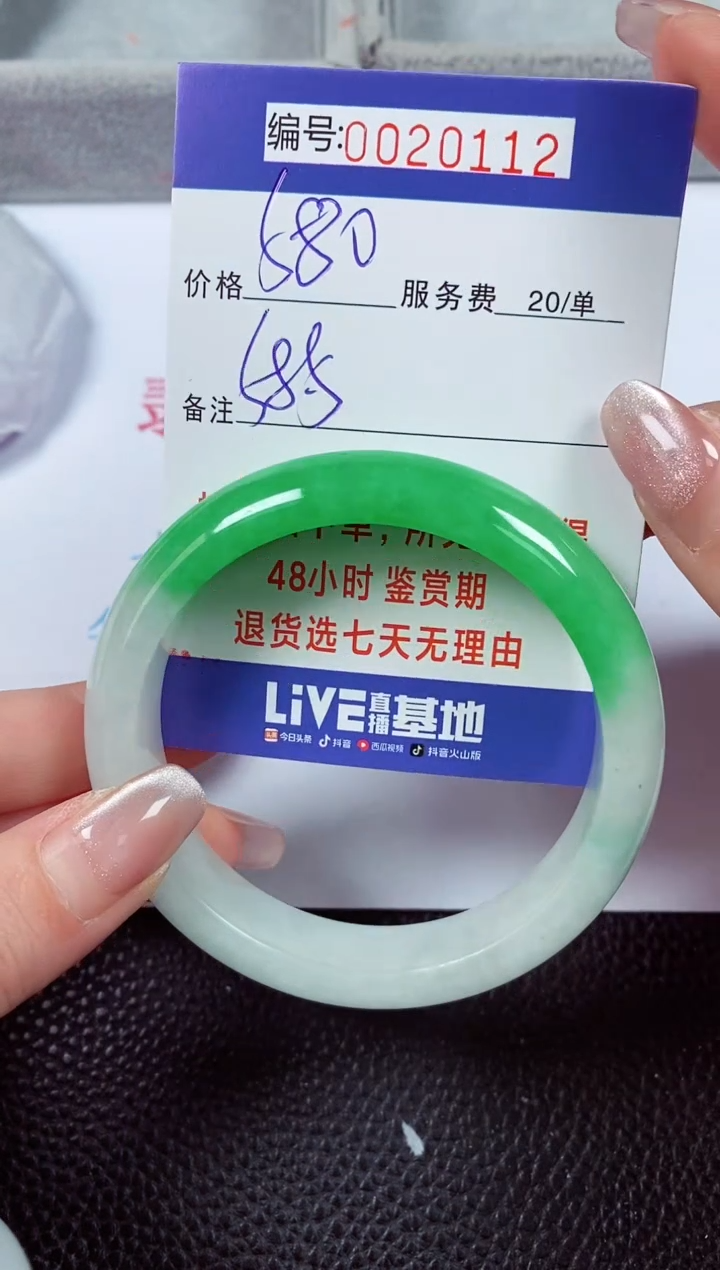 编号:0020112
价格 680 服务费 20/单
备注
48小时 鉴赏期
退货选七天无理由
LiVE直播基地
头条 今日头条 抖音 西瓜视频 抖音火山版